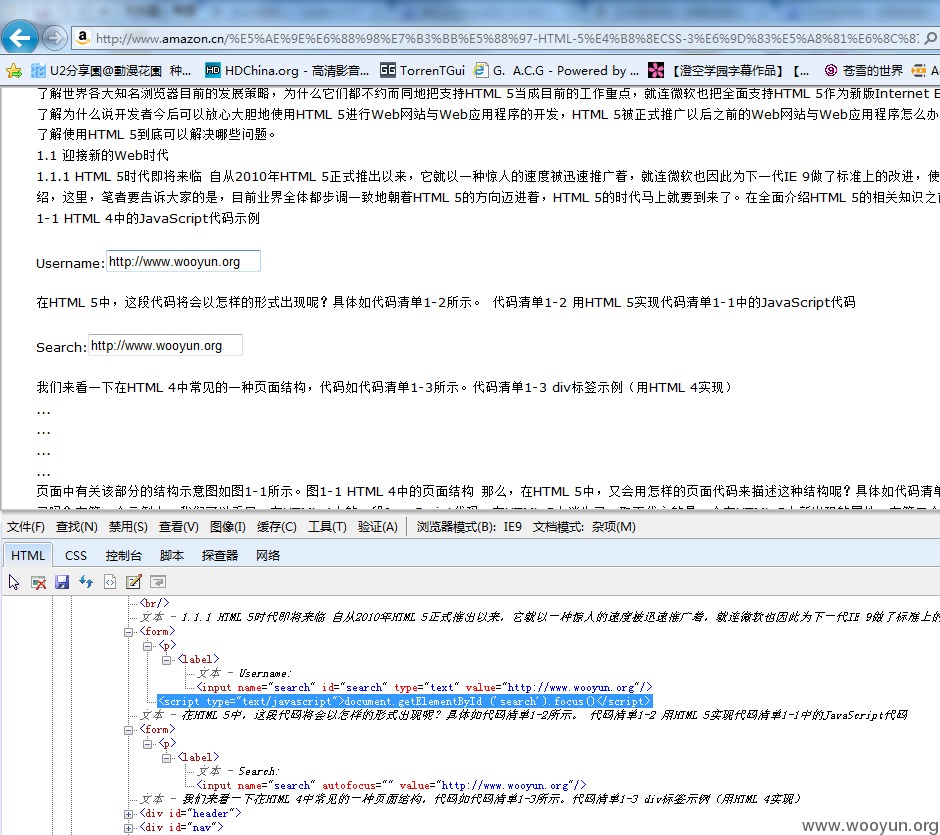 http://www.amazon.cn/%E5%AE%9E%E6%88%98%E7%B3%BB%E5%88%97-HTML-5%E4%B8%8ECSS-3%E6%9D%83%E5%A8%81%E6%8C%87
U2分享園@動漫花園 种... HDChina.org - 高清影音... TorrenTGui G. A.C.G - Powered by ... 【澄空学园字幕作品】【... 苍雪的世界 A
了解世界各大知名浏览器目前的发展策略，为什么它们都不约而同地把支持HTML 5当成目前的工作重点，就连微软也把全面支持HTML 5作为新版Internet E
了解为什么说开发者今后可以放心大胆地使用HTML 5进行Web网站与Web应用程序的开发，HTML 5被正式推广以后之前的Web网站与Web应用程序怎么办
了解使用HTML 5到底可以解决哪些问题。
1.1 迎接新的Web时代
1.1.1 HTML 5时代即将来临 自从2010年HTML 5正式推出以来，它就以一种惊人的速度被迅速推广着，就连微软也因此为下一代IE 9做了标准上的改进，使
绍，这里，笔者要告诉大家的是，目前业界全体都步调一致地朝着HTML 5的方向迈进着，HTML 5的时代马上就要到来了。在全面介绍HTML 5的相关知识之前
1-1 HTML 4中的JavaScript代码示例
Username: http://www.wooyun.org
在HTML 5中，这段代码将会以怎样的形式出现呢？具体如代码清单1-2所示。 代码清单1-2 用HTML 5实现代码清单1-1中的JavaScript代码
Search: http://www.wooyun.org
我们来看一下在HTML 4中常见的一种页面结构，代码如代码清单1-3所示。代码清单1-3 div标签示例（用HTML 4实现）
...
...
...
...
页面中有关该部分的结构示意图如图1-1所示。图1-1 HTML 4中的页面结构 那么，在HTML 5中，又会用怎样的页面代码来描述这种结构呢？具体如代码清单
文件(F) 查找(N) 禁用(S) 查看(V) 图像(I) 缓存(C) 工具(T) 验证(A) 浏览器模式(B): IE9 文档模式: 杂项(M)
HTML CSS 控制台 脚本 探查器 网络
<br/>
文本 - 1.1.1 HTML 5时代即将来临 自从2010年HTML 5正式推出以来，它就以一种惊人的速度被迅速推广着，就连微软也因此为下一代IE 9做了标准上的
<form>
<p>
<label>
文本 - Username:
<input name="search" id="search" type="text" value="http://www.wooyun.org"/>
<script type="text/javascript">document.getElementById ('search').focus()</script>
文本 - 在HTML 5中，这段代码将会以怎样的形式出现呢？具体如代码清单1-2所示。 代码清单1-2 用HTML 5实现代码清单1-1中的JavaScript代码
<form>
<p>
<label>
文本 - Search:
<input name="search" autofocus="" value="http://www.wooyun.org"/>
文本 - 我们来看一下在HTML 4中常见的一种页面结构，代码如代码清单1-3所示。代码清单1-3 div标签示例（用HTML 4实现）
<div id="header">
<div id="nav">
www.wooyun.org